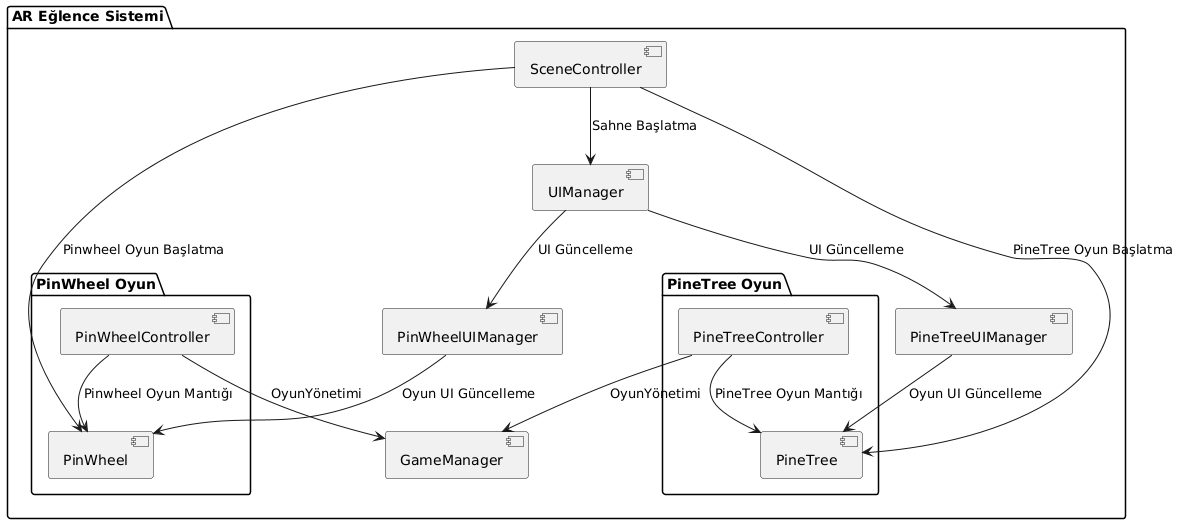 AR Eğlence Sistemi
SceneController
Sahne Başlatma
UIManager
Pinwheel Oyun Başlatma
UI Güncelleme
UI Güncelleme
PineTree Oyun Başlatma
PinWheel Oyun
PineTree Oyun
PinWheelController
PinWheelUIManager
PineTreeController
PineTreeUIManager
Pinwheel Oyun Mantığı
OyunYönetimi
Oyun UI Güncelleme
OyunYönetimi
PineTree Oyun Mantığı
Oyun UI Güncelleme
PinWheel
GameManager
PineTree